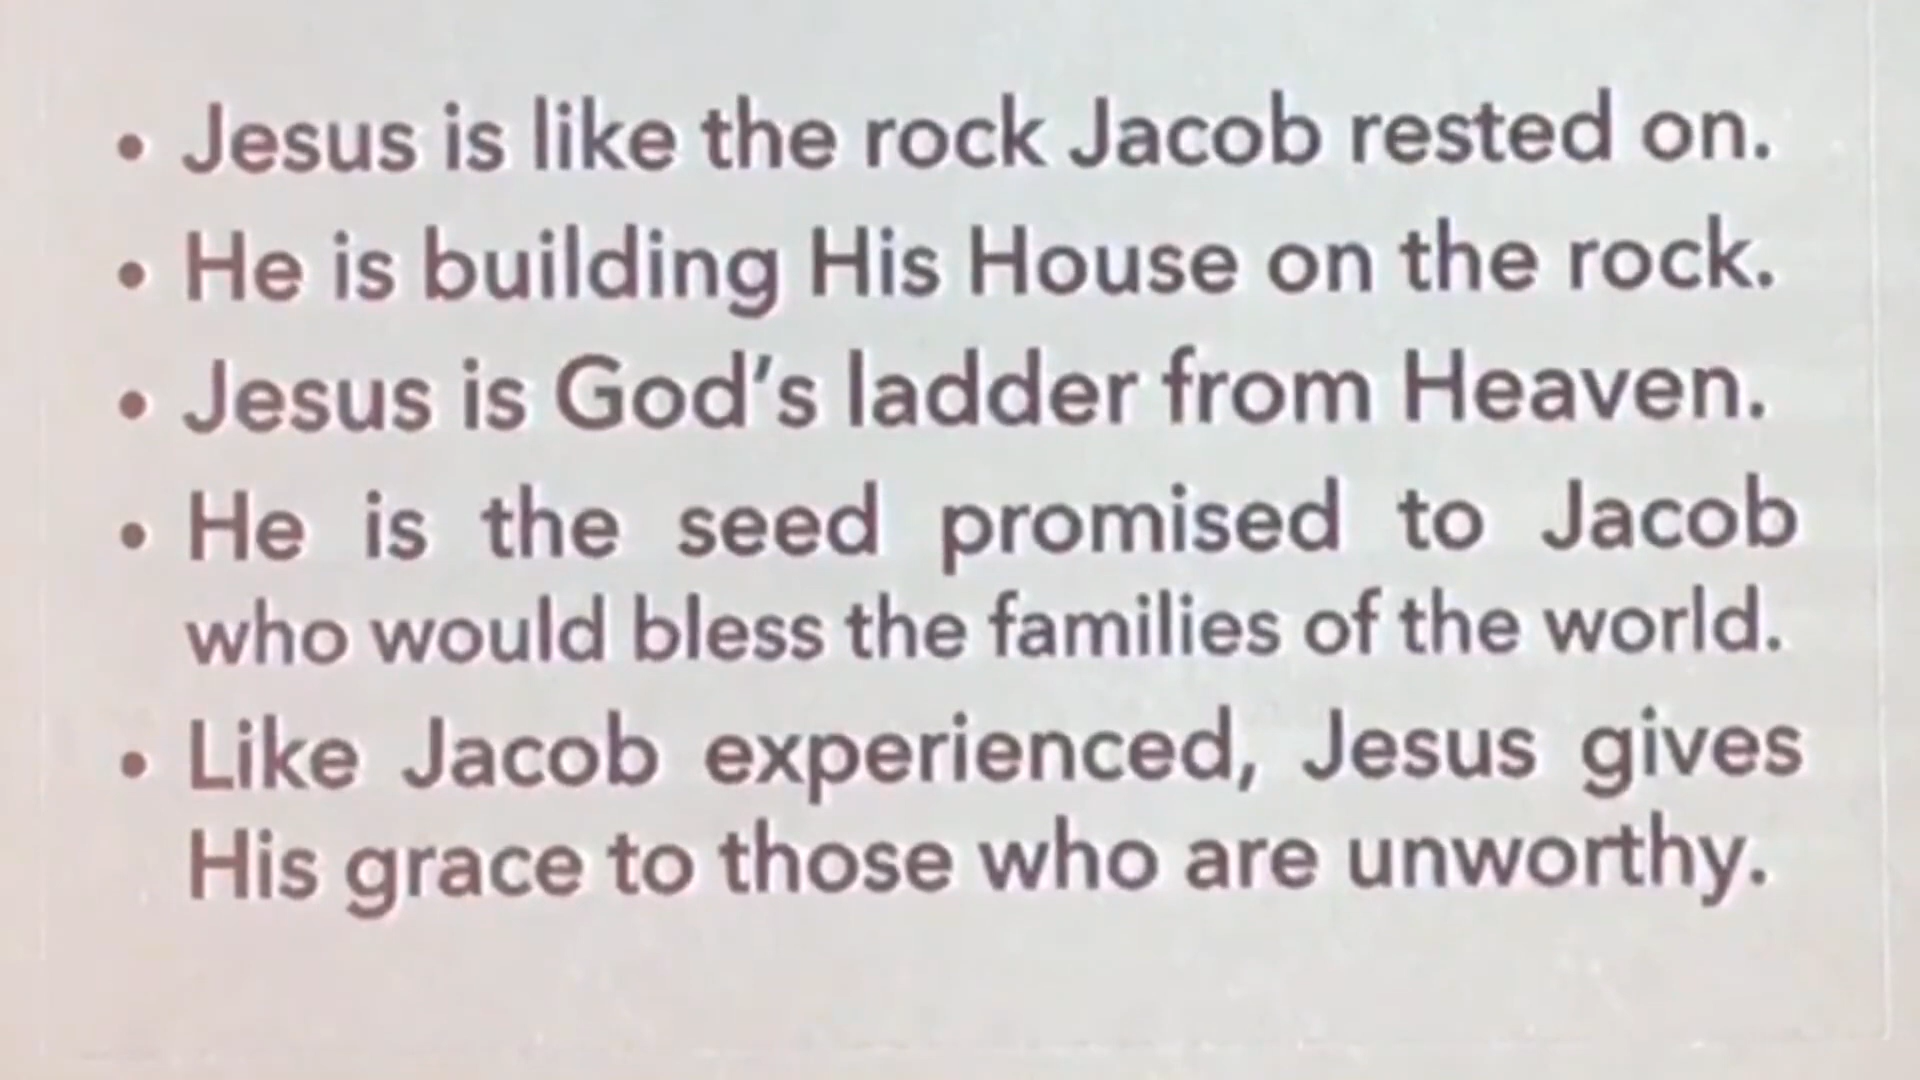 • Jesus is like the rock Jacob rested on.
• He is building His House on the rock.
• Jesus is God's ladder from Heaven.
• He is the seed promised to Jacob
who would bless the families of the world.
• Like Jacob experienced, Jesus gives
His grace to those who are unworthy.